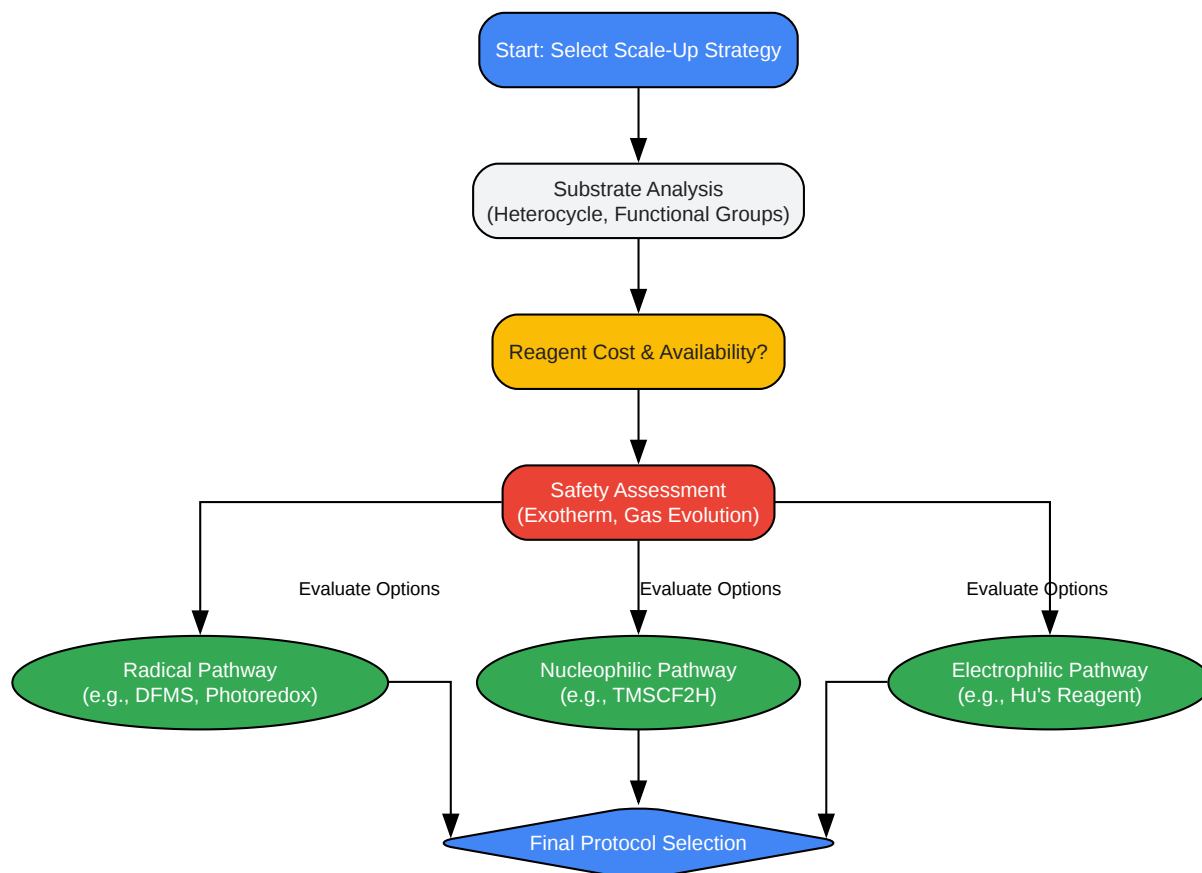 Start: Select Scale-Up Strategy
Substrate Analysis
(Heterocycle, Functional Groups)
Reagent Cost & Availability?
Safety Assessment
(Exotherm, Gas Evolution)
Evaluate Options
Evaluate Options
Evaluate Options
Radical Pathway
(e.g., DFMS, Photoredox)
Nucleophilic Pathway
(e.g., TMSCF2H)
Electrophilic Pathway
(e.g., Hu's Reagent)
Final Protocol Selection